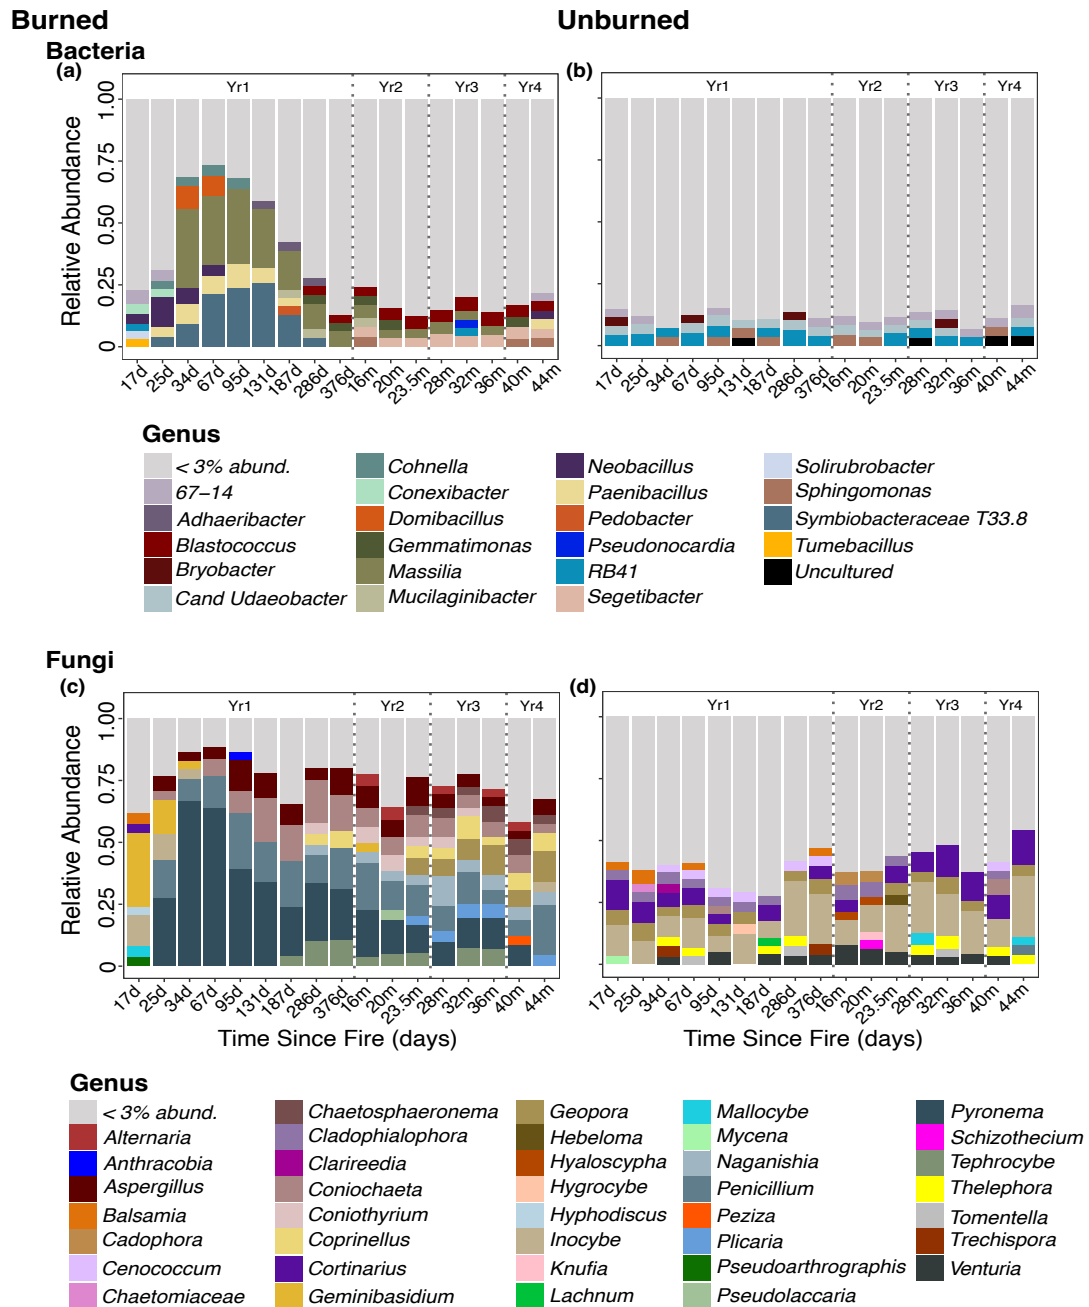 Burned Unburned
Bacteria
(a) (b)
Yr1 Yr2 Yr3 Yr4 Yr1 Yr2 Yr3 Yr4
Relative Abundance
1.00
0.75
0.50
0.25
0
17d 25d 34d 67d 95d 131d 187d 286d 376d 16m 20m 23.5m 28m 32m 36m 40m 44m
17d 25d 34d 67d 95d 131d 187d 286d 376d 16m 20m 23.5m 28m 32m 36m 40m 44m
Genus
< 3% abund. Cohnella Neobacillus Solirubrobacter
67–14 Conexibacter Paenibacillus Sphingomonas
Adhaeribacter Domibacillus Pedobacter Symbiobacteraceae T33.8
Blastococcus Gemmatimonas Pseudonocardia Tumebacillus
Bryobacter Massilia RB41 Uncultured
Cand Udaeobacter Mucilaginibacter Segetibacter
Fungi
(c) (d)
Yr1 Yr2 Yr3 Yr4 Yr1 Yr2 Yr3 Yr4
Relative Abundance
1.00
0.75
0.50
0.25
0
17d 25d 34d 67d 95d 131d 187d 286d 376d 16m 20m 23.5m 28m 32m 36m 40m 44m
17d 25d 34d 67d 95d 131d 187d 286d 376d 16m 20m 23.5m 28m 32m 36m 40m 44m
Time Since Fire (days) Time Since Fire (days)
Genus
< 3% abund. Chaetosphaeronema Geopora Mallocybe Pyronema
Alternaria Cladophialophora Hebeloma Mycena Schizothecium
Anthracobia Clarireedia Hyaloscypha Naganishia Tephrocybe
Aspergillus Coniochaeta Hygrocybe Penicillium Thelephora
Balsamia Coniothyrium Hyphodiscus Peziza Tomentella
Cadophora Coprinellus Inocybe Plicaria Trechispora
Cenococcum Cortinarius Knufia Pseudoarthrographis Venturia
Chaetomiaceae Geminibasidium Lachnum Pseudolaccaria